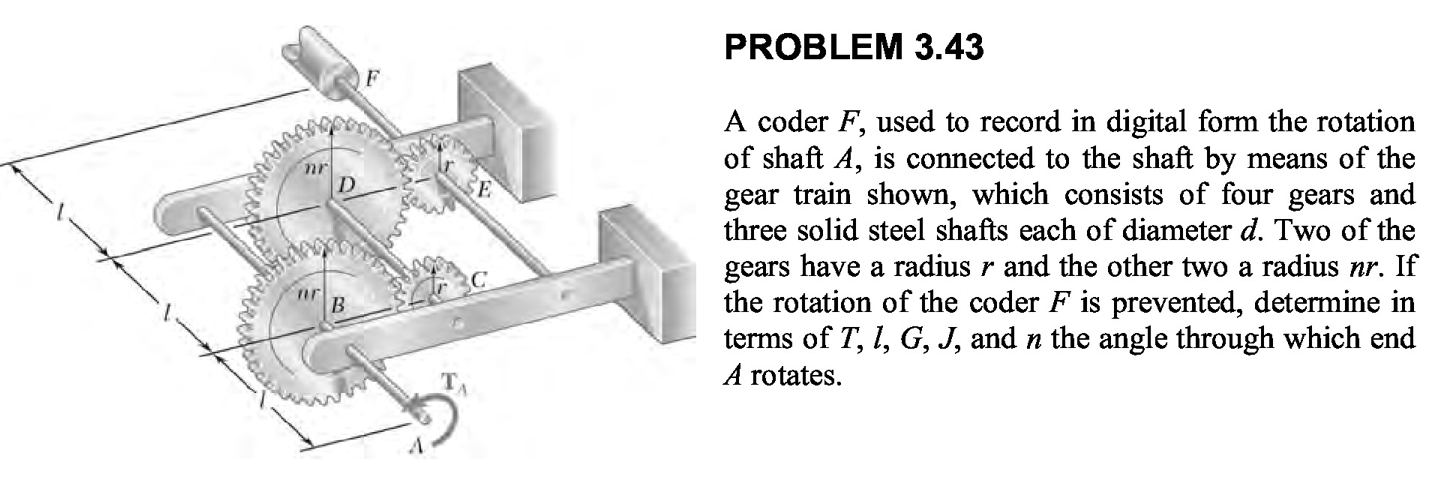 PROBLEM 3.43
A coder F, used to record in digital form the rotation
of shaft A, is connected to the shaft by means of the
gear train shown, which consists of four gears and
three solid steel shafts each of diameter d. Two of the
gears have a radius r and the other two a radius nr. If
the rotation of the coder F is prevented, determine in
terms of T, l, G, J, and n the angle through which end
A rotates.
F
nr
r
D
E
l
nr
r
C
B
l
T_A
l
A